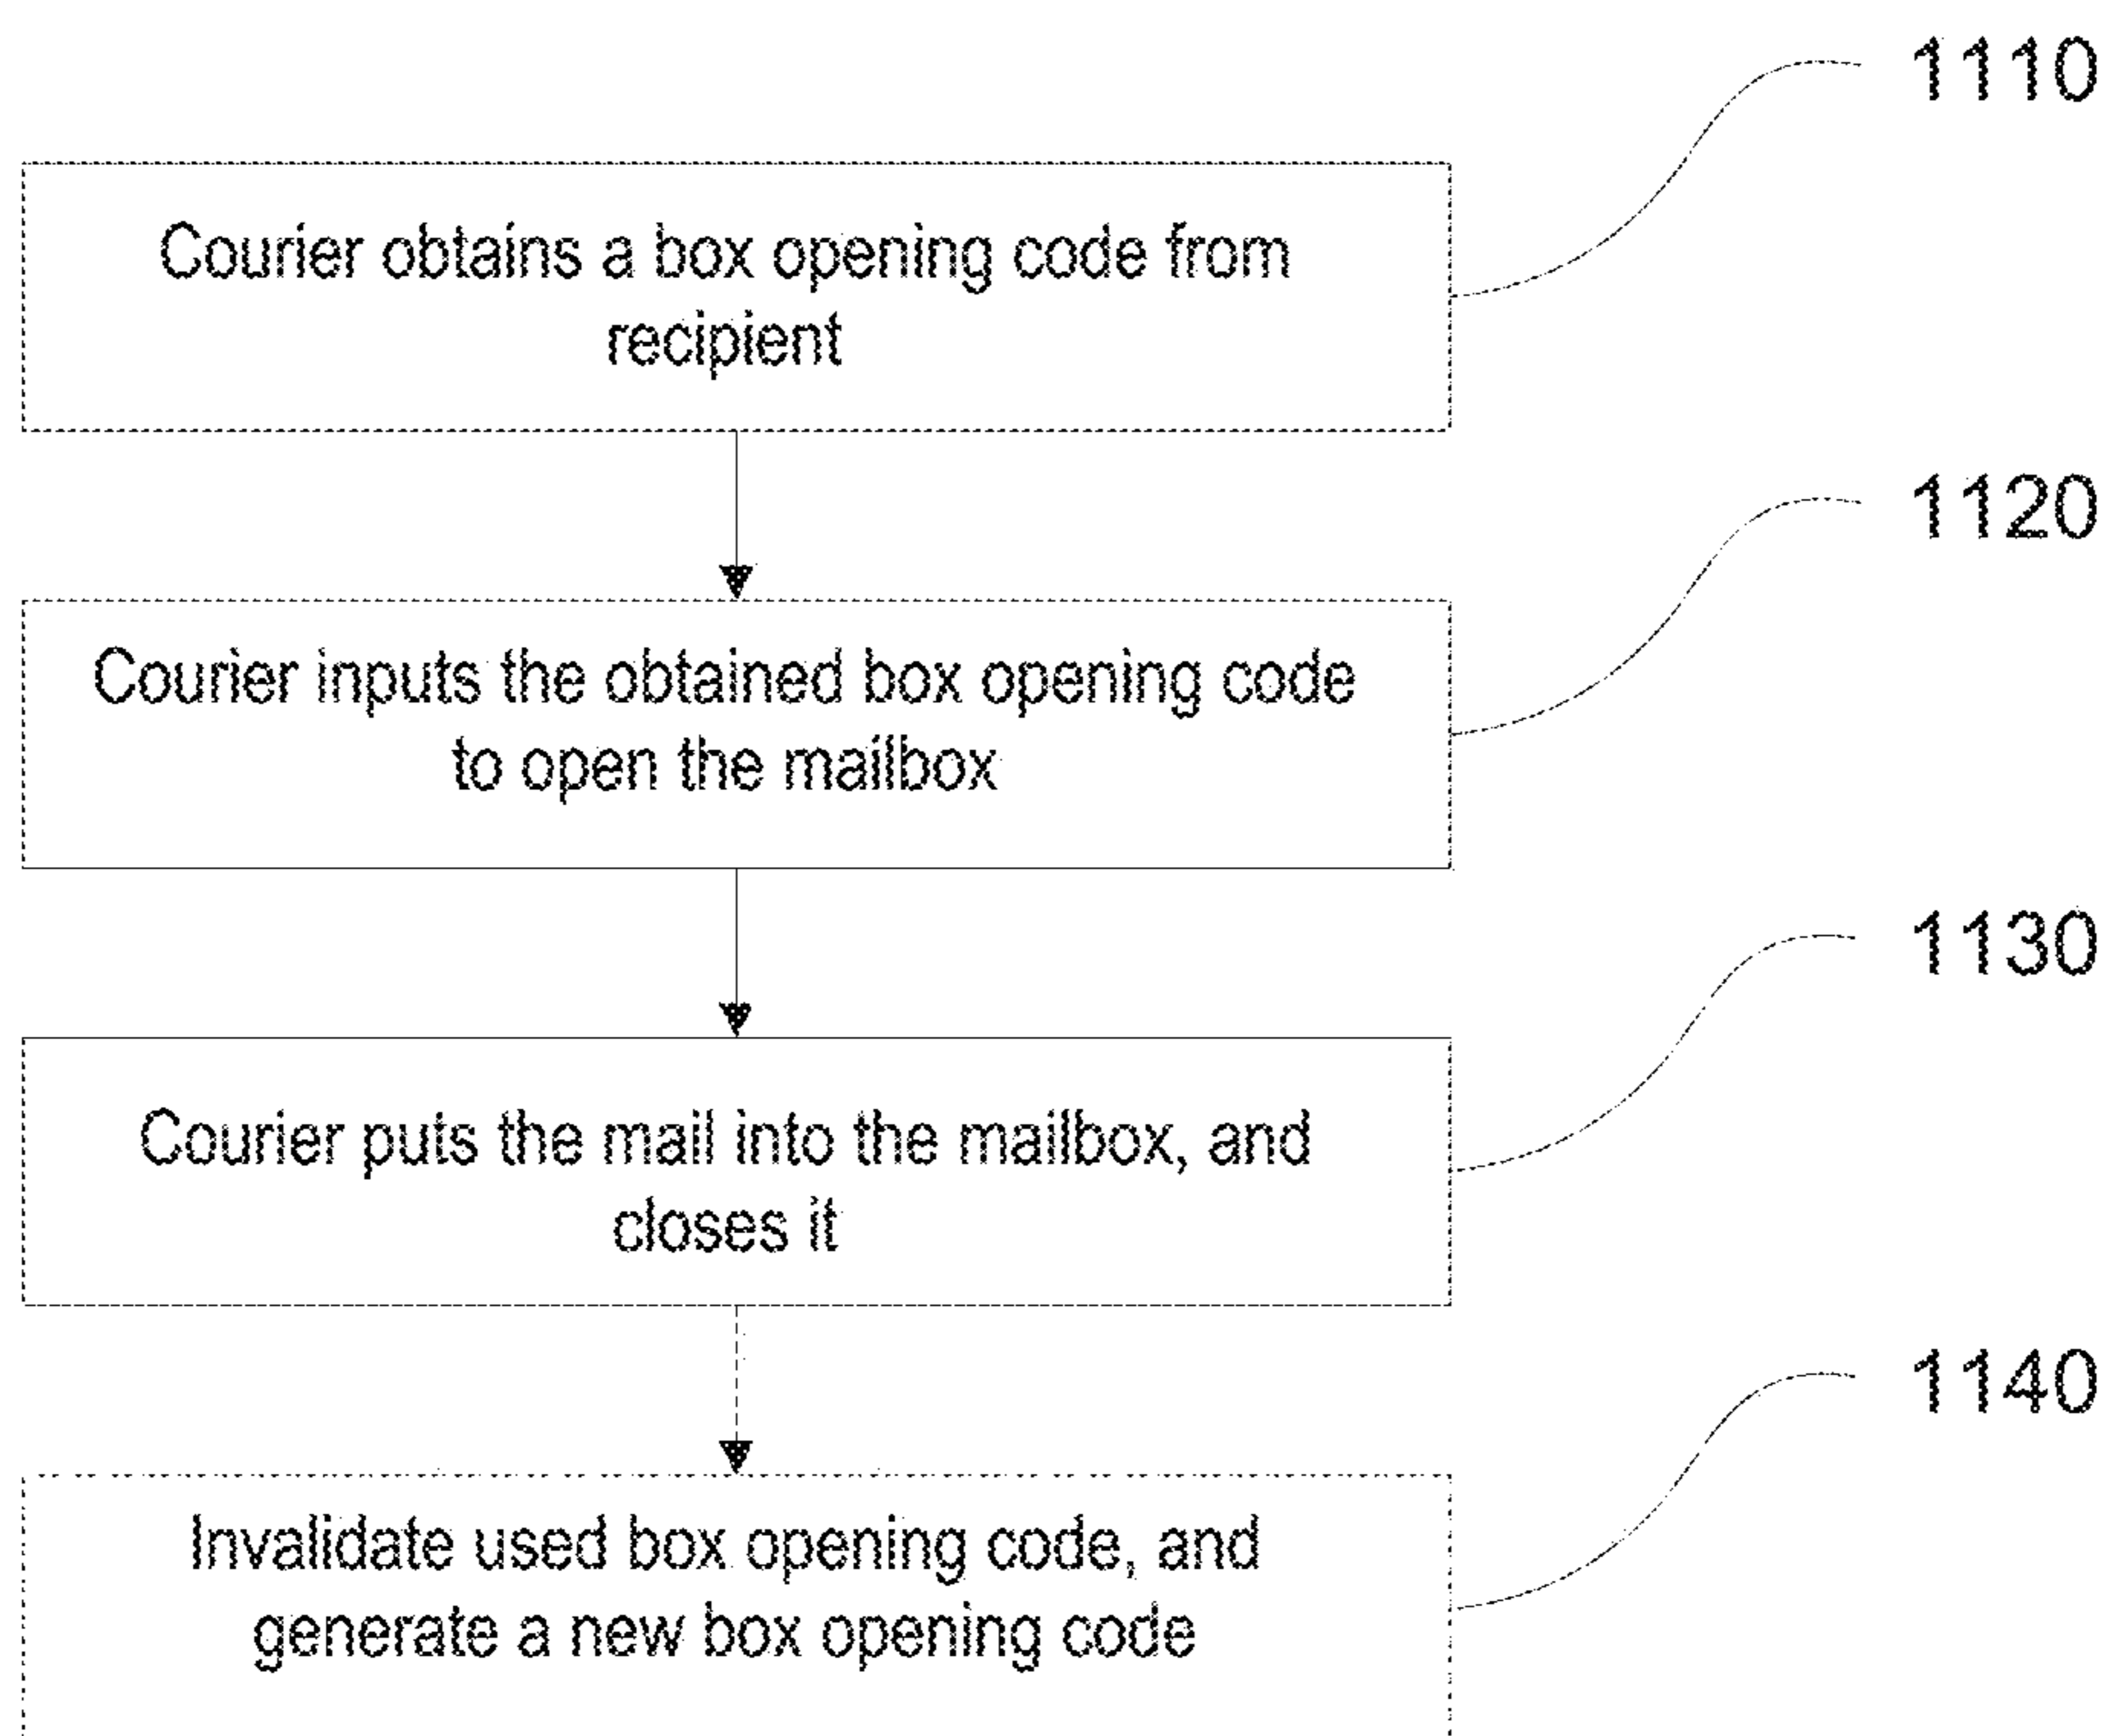 1110
Courier obtains a box opening code from
recipient
1120
Courier inputs the obtained box opening code
to open the mailbox
1130
Courier puts the mail into the mailbox, and
closes it
1140
Invalidate used box opening code, and
generate a new box opening code